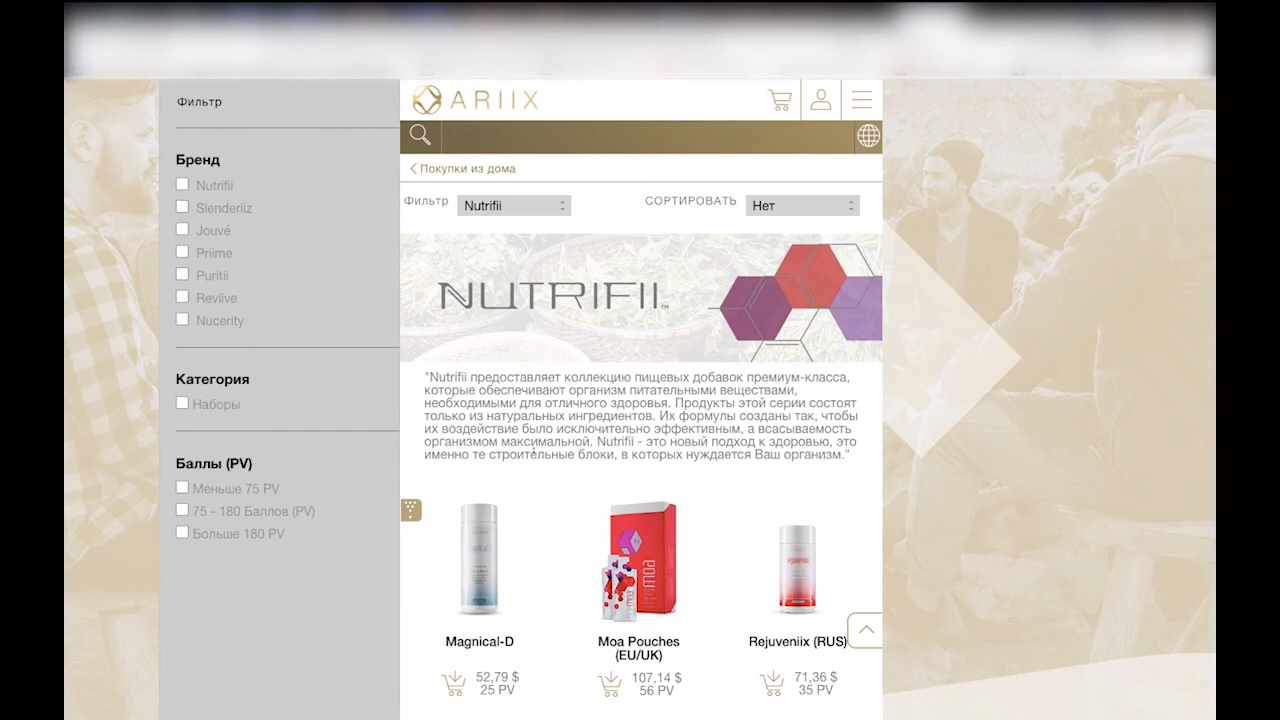 Фильтр
Бренд
Nutrifii
Slenderiiz
Jouvé
Priime
Puritii
Reviive
Nucerity
Категория
Наборы
Баллы (PV)
Меньше 75 PV
75 - 180 Баллов (PV)
Больше 180 PV
ARIIX
Покупки из дома
Фильтр Nutrifii СОРТИРОВАТЬ Нет
NUTRIFII™
"Nutrifii предоставляет коллекцию пищевых добавок премиум-класса,
которые обеспечивают организм питательными веществами,
необходимыми для отличного здоровья. Продукты этой серии состоят
только из натуральных ингредиентов. Их формулы созданы так, чтобы
их воздействие было исключительно эффективным, а всасываемость
организмом максимальной. Nutrifii - это новый подход к здоровью, это
именно те строительные блоки, в которых нуждается Ваш организм."
moa
moa
Magnical-D
52,79 $
25 PV
Moa Pouches
(EU/UK)
107,14 $
56 PV
Rejuveniix (RUS)
71,36 $
35 PV